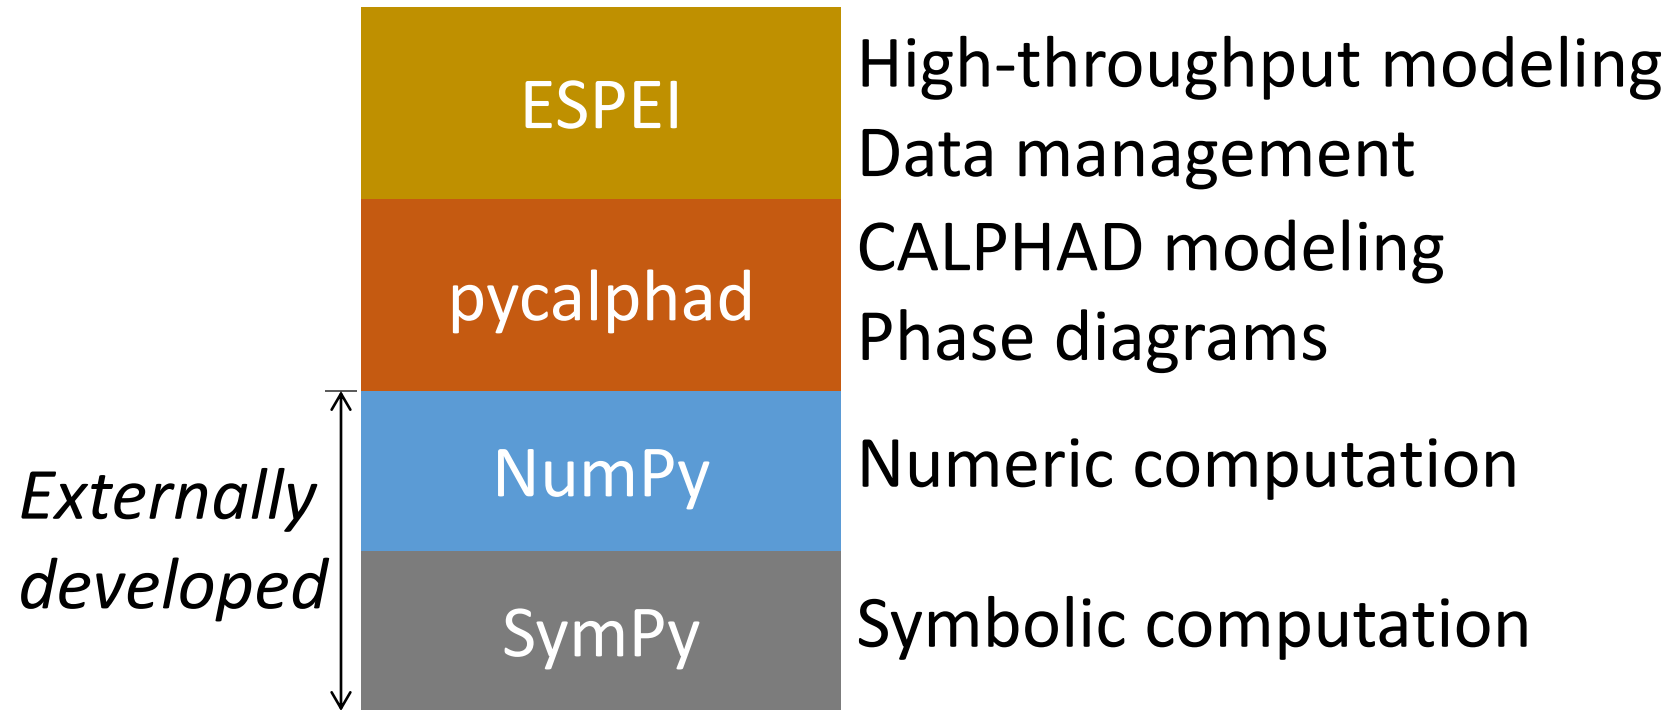 ESPEI
High-throughput modeling
Data management
pycalphad
CALPHAD modeling
Phase diagrams
Externally
developed
NumPy
Numeric computation
SymPy
Symbolic computation